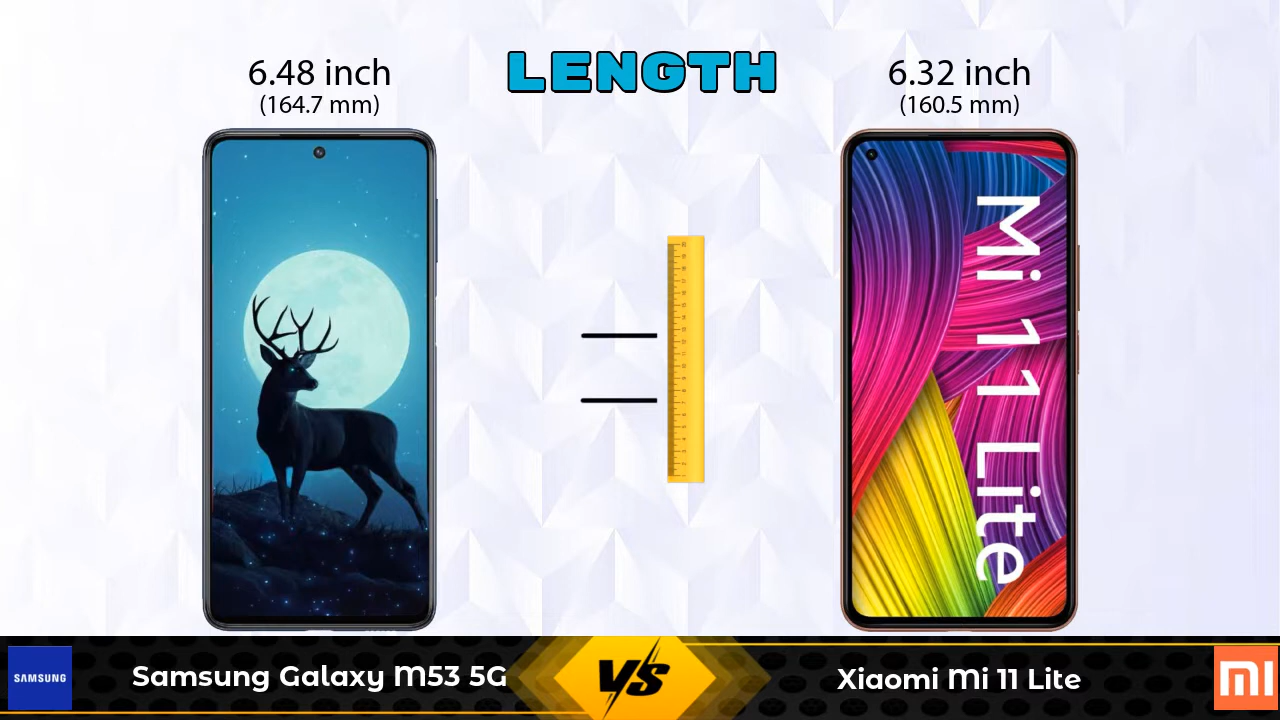 LENGTH
6.48 inch
(164.7 mm)
6.32 inch
(160.5 mm)
Mi 11 Lite
SAMSUNG
Samsung Galaxy M53 5G
VS
Xiaomi Mi 11 Lite
MI